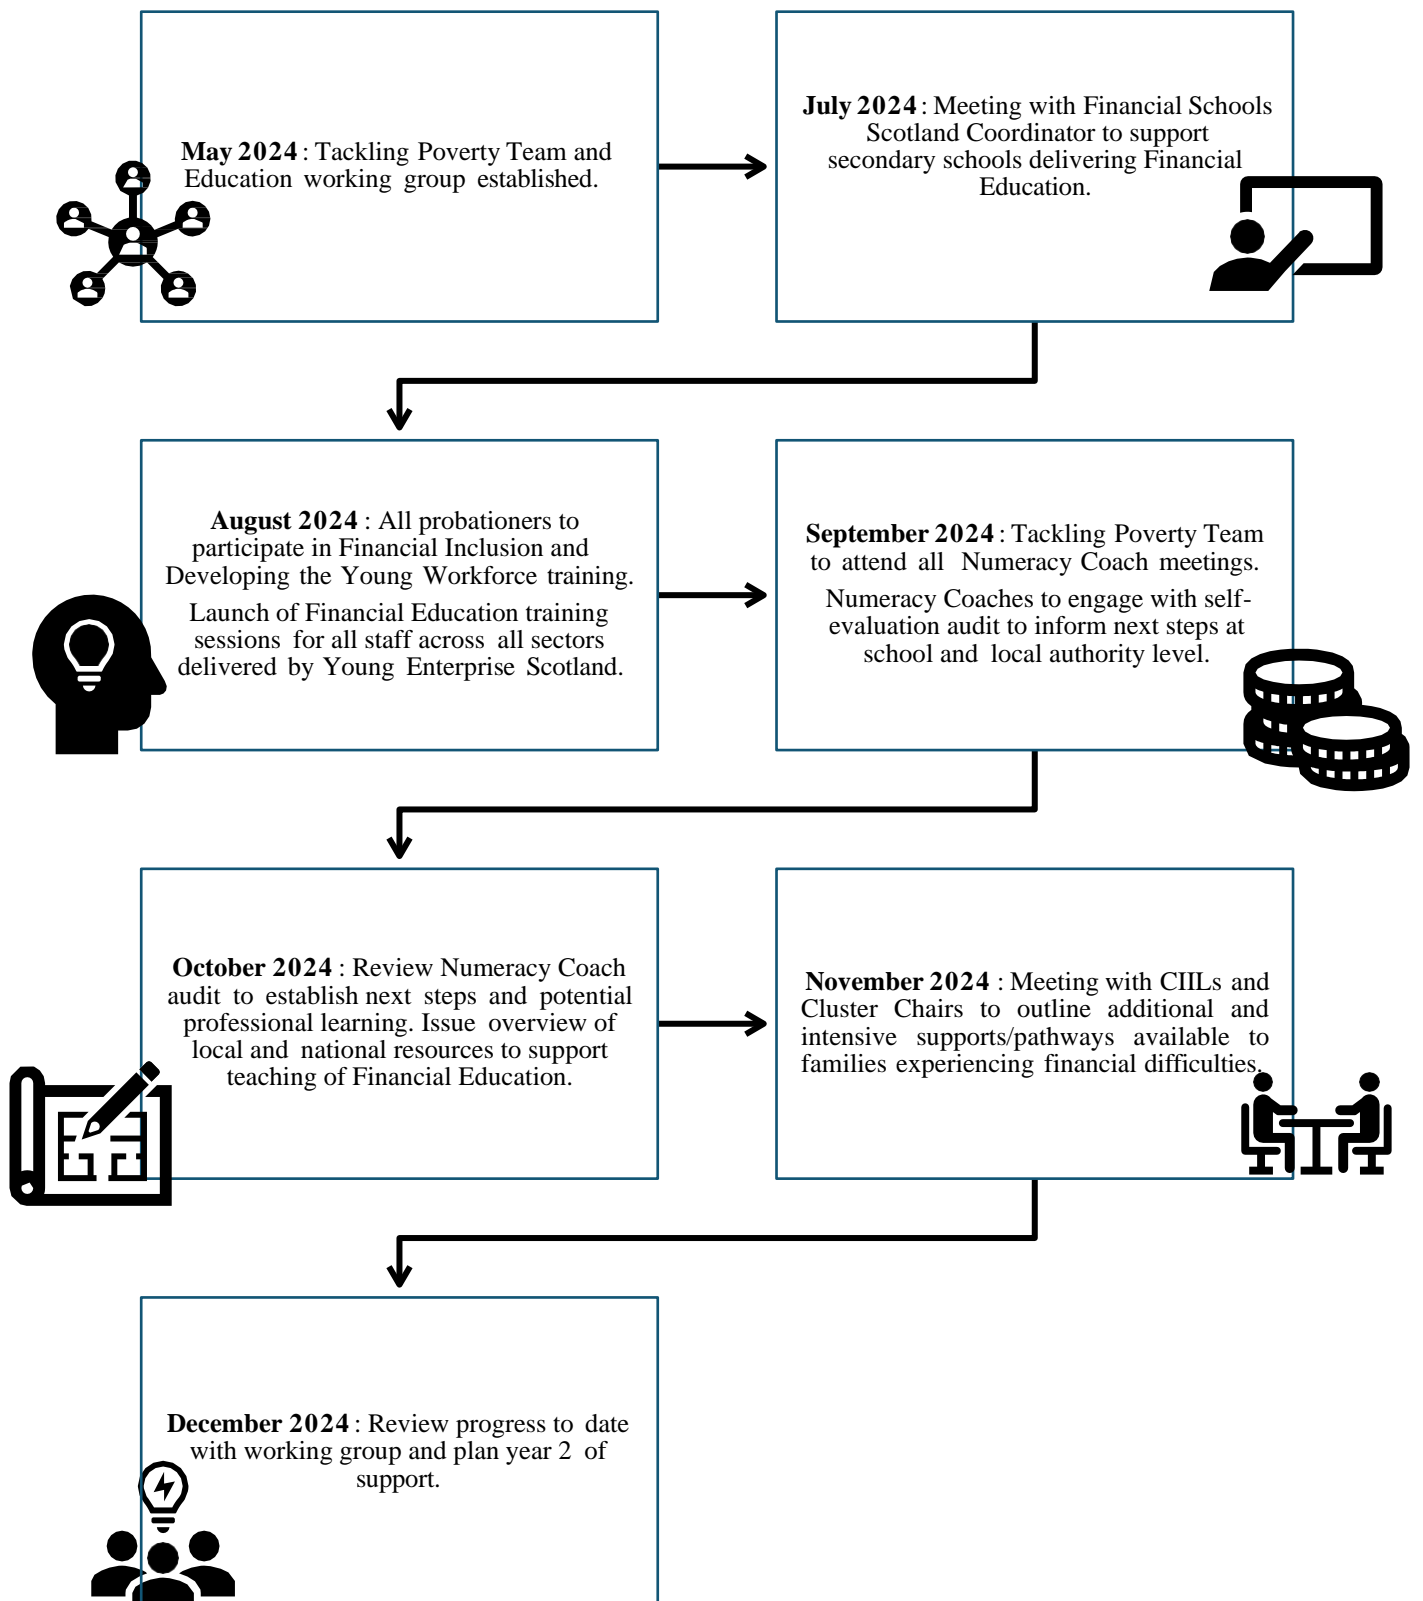 May 2024 : Tackling Poverty Team and
Education working group established.
July 2024 : Meeting with Financial Schools
Scotland Coordinator to support
secondary schools delivering Financial
Education.
August 2024 : All probationers to
participate in Financial Inclusion and
Developing the Young Workforce training.
Launch of Financial Education training
sessions for all staff across all sectors
delivered by Young Enterprise Scotland.
September 2024 : Tackling Poverty Team
to attend all Numeracy Coach meetings.
Numeracy Coaches to engage with self-
evaluation audit to inform next steps at
school and local authority level.
October 2024 : Review Numeracy Coach
audit to establish next steps and potential
professional learning. Issue overview of
local and national resources to support
teaching of Financial Education.
November 2024 : Meeting with CIILs and
Cluster Chairs to outline additional and
intensive supports/pathways available to
families experiencing financial difficulties.
December 2024 : Review progress to date
with working group and plan year 2 of
support.